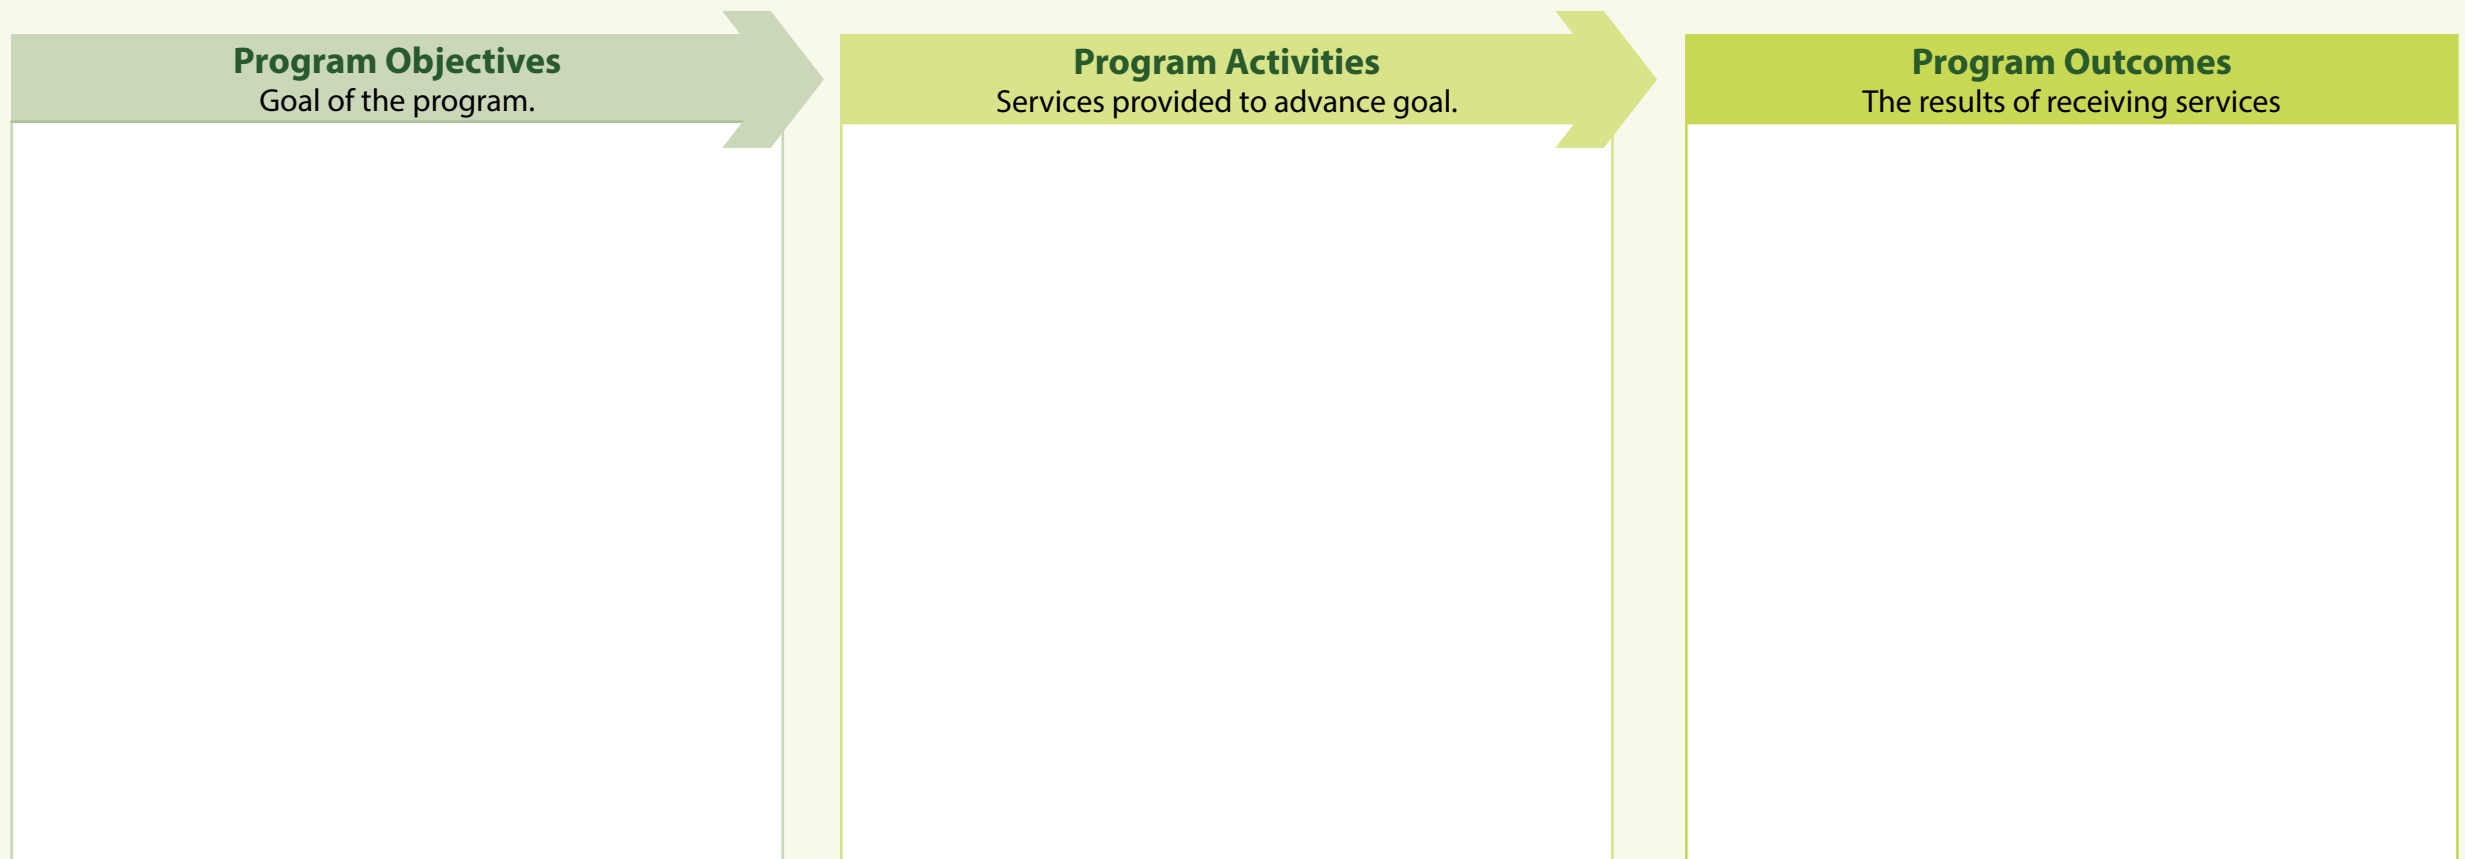 Program Objectives
Goal of the program.
Program Activities
Services provided to advance goal.
Program Outcomes
The results of receiving services